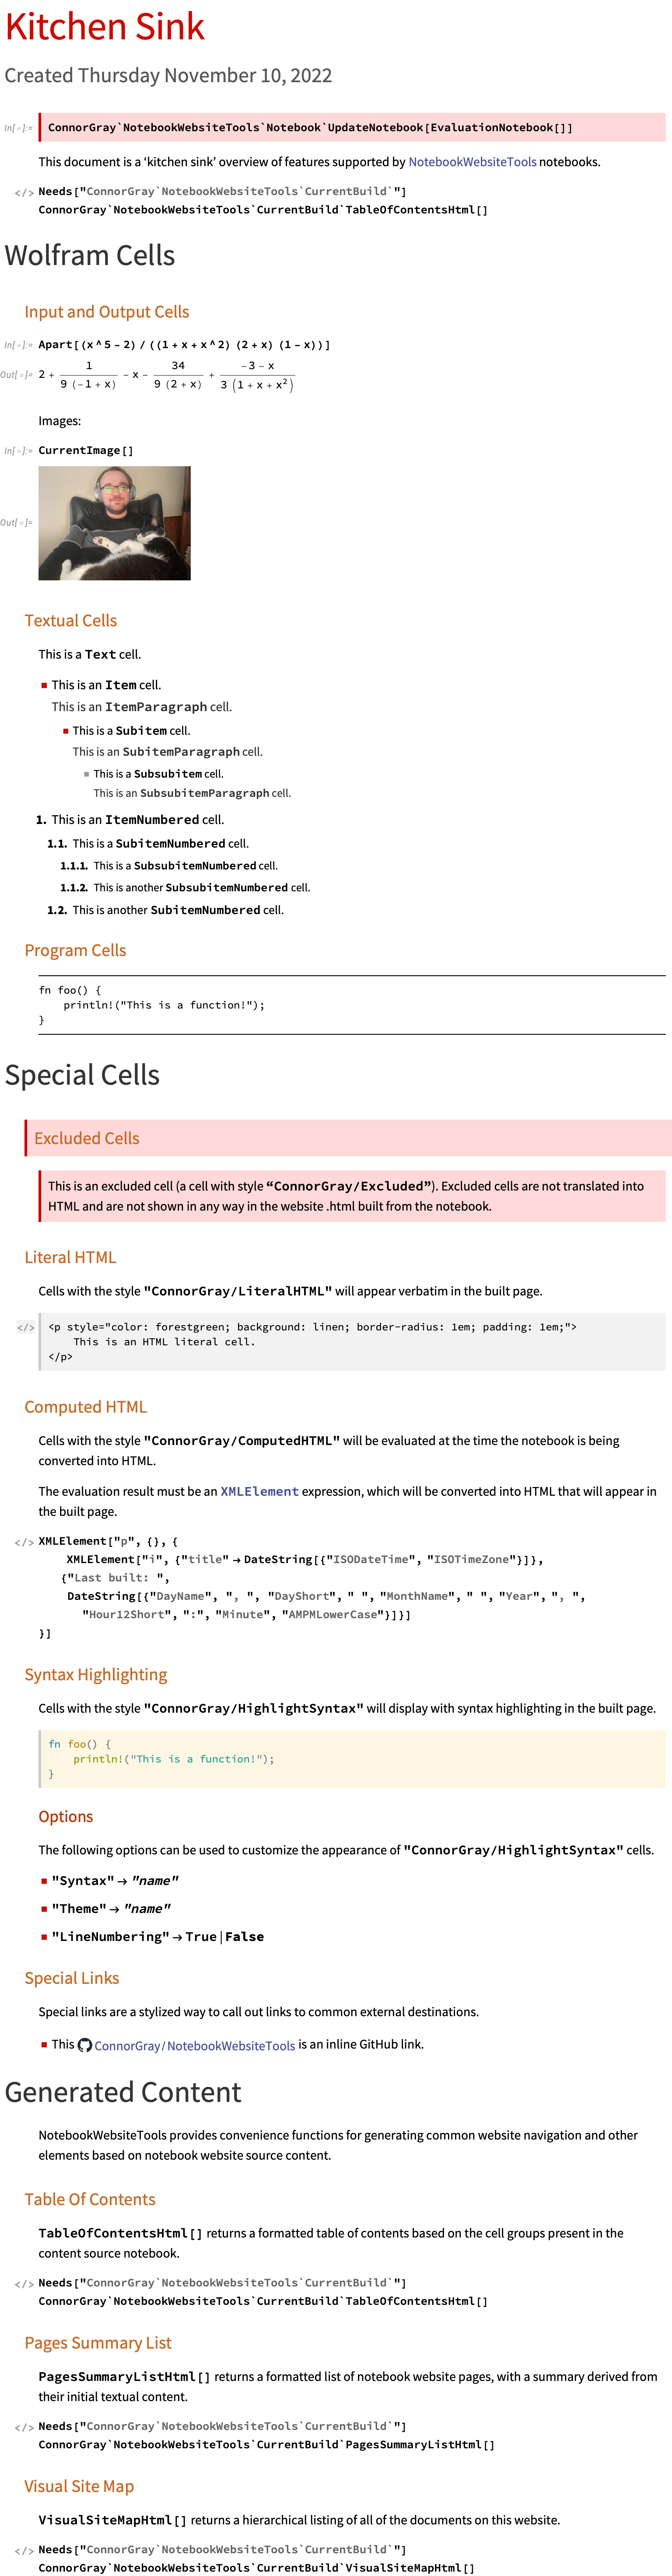 Kitchen Sink
Created Thursday November 10, 2022
In[◦]:= ConnorGray`NotebookWebsiteTools`Notebook`UpdateNotebook[EvaluationNotebook[]]
This document is a ‘kitchen sink’ overview of features supported by NotebookWebsiteTools notebooks.
</> Needs["ConnorGray`NotebookWebsiteTools`CurrentBuild`"]
ConnorGray`NotebookWebsiteTools`CurrentBuild`TableOfContentsHtml[]
Wolfram Cells
Input and Output Cells
In[◦]:= Apart[(x^5 - 2) / ((1 + x + x^2) (2 + x) (1 - x))]
Out[◦]= 2 + 1/(9 (-1 + x)) - x - 34/(9 (2 + x)) + (-3 - x)/(3 (1 + x + x²))
Images:
In[◦]:= CurrentImage[]
Out[◦]=
Textual Cells
This is a Text cell.
This is an Item cell.
This is an ItemParagraph cell.
This is a Subitem cell.
This is an SubitemParagraph cell.
This is a Subsubitem cell.
This is an SubsubitemParagraph cell.
1. This is an ItemNumbered cell.
1.1. This is a SubitemNumbered cell.
1.1.1. This is a SubsubitemNumbered cell.
1.1.2. This is another SubsubitemNumbered cell.
1.2. This is another SubitemNumbered cell.
Program Cells
fn foo() {
    println!("This is a function!");
}
Special Cells
Excluded Cells
This is an excluded cell (a cell with style “ConnorGray/Excluded”). Excluded cells are not translated into
HTML and are not shown in any way in the website .html built from the notebook.
Literal HTML
Cells with the style "ConnorGray/LiteralHTML" will appear verbatim in the built page.
</> <p style="color: forestgreen; background: linen; border-radius: 1em; padding: 1em;">
    This is an HTML literal cell.
</p>
Computed HTML
Cells with the style "ConnorGray/ComputedHTML" will be evaluated at the time the notebook is being
converted into HTML.
The evaluation result must be an XMLElement expression, which will be converted into HTML that will appear in
the built page.
</> XMLElement["p", {}, {
    XMLElement["i", {"title" → DateString[{"ISODateTime", "ISOTimeZone"}]},
    {"Last built: ",
    DateString[{"DayName", ", ", "DayShort", " ", "MonthName", " ", "Year", ", ",
    "Hour12Short", ":", "Minute", "AMPMLowerCase"}]}]
}]
Syntax Highlighting
Cells with the style "ConnorGray/HighlightSyntax" will display with syntax highlighting in the built page.
fn foo() {
    println!("This is a function!");
}
Options
The following options can be used to customize the appearance of "ConnorGray/HighlightSyntax" cells.
"Syntax" → "name"
"Theme" → "name"
"LineNumbering" → True | False
Special Links
Special links are a stylized way to call out links to common external destinations.
This ConnorGray/NotebookWebsiteTools is an inline GitHub link.
Generated Content
NotebookWebsiteTools provides convenience functions for generating common website navigation and other
elements based on notebook website source content.
Table Of Contents
TableOfContentsHtml[] returns a formatted table of contents based on the cell groups present in the
content source notebook.
</> Needs["ConnorGray`NotebookWebsiteTools`CurrentBuild`"]
ConnorGray`NotebookWebsiteTools`CurrentBuild`TableOfContentsHtml[]
Pages Summary List
PagesSummaryListHtml[] returns a formatted list of notebook website pages, with a summary derived from
their initial textual content.
</> Needs["ConnorGray`NotebookWebsiteTools`CurrentBuild`"]
ConnorGray`NotebookWebsiteTools`CurrentBuild`PagesSummaryListHtml[]
Visual Site Map
VisualSiteMapHtml[] returns a hierarchical listing of all of the documents on this website.
</> Needs["ConnorGray`NotebookWebsiteTools`CurrentBuild`"]
ConnorGray`NotebookWebsiteTools`CurrentBuild`VisualSiteMapHtml[]